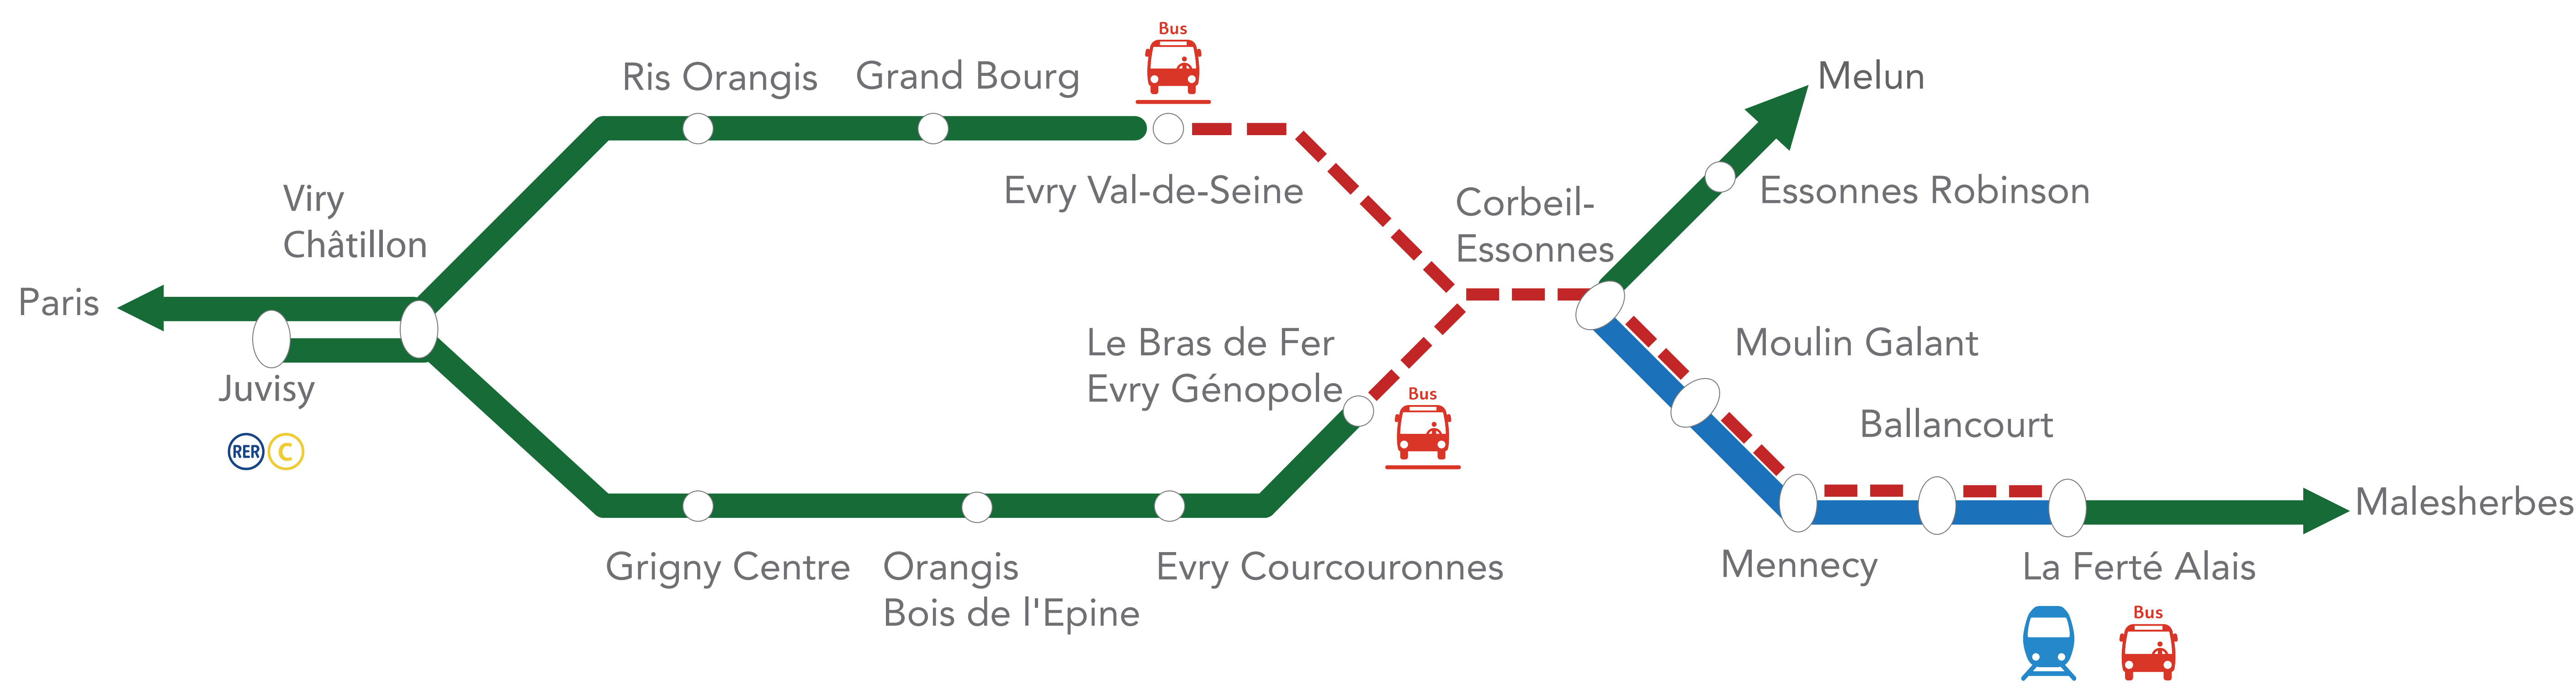 Bus
Ris Orangis
Grand Bourg
Melun
Evry Val-de-Seine
Viry
Châtillon
Corbeil-
Essonnes
Essonnes Robinson
Paris
Juvisy
RER C
Le Bras de Fer
Evry Génopole
Bus
Moulin Galant
Ballancourt
Malesherbes
Grigny Centre
Orangis
Bois de l'Epine
Evry Courcouronnes
Mennecy
La Ferté Alais
Bus